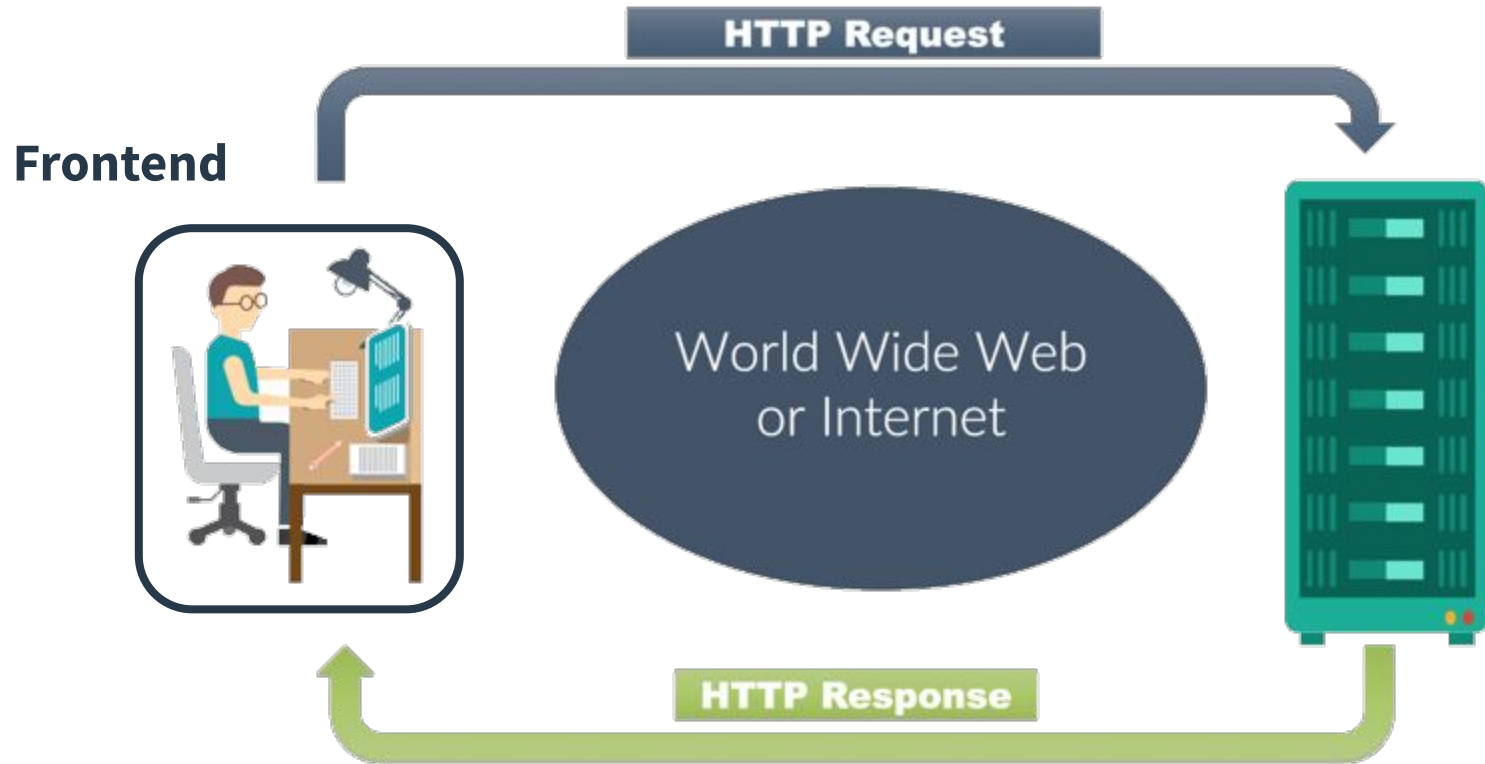 HTTP Request
Frontend
World Wide Web
or Internet
HTTP Response